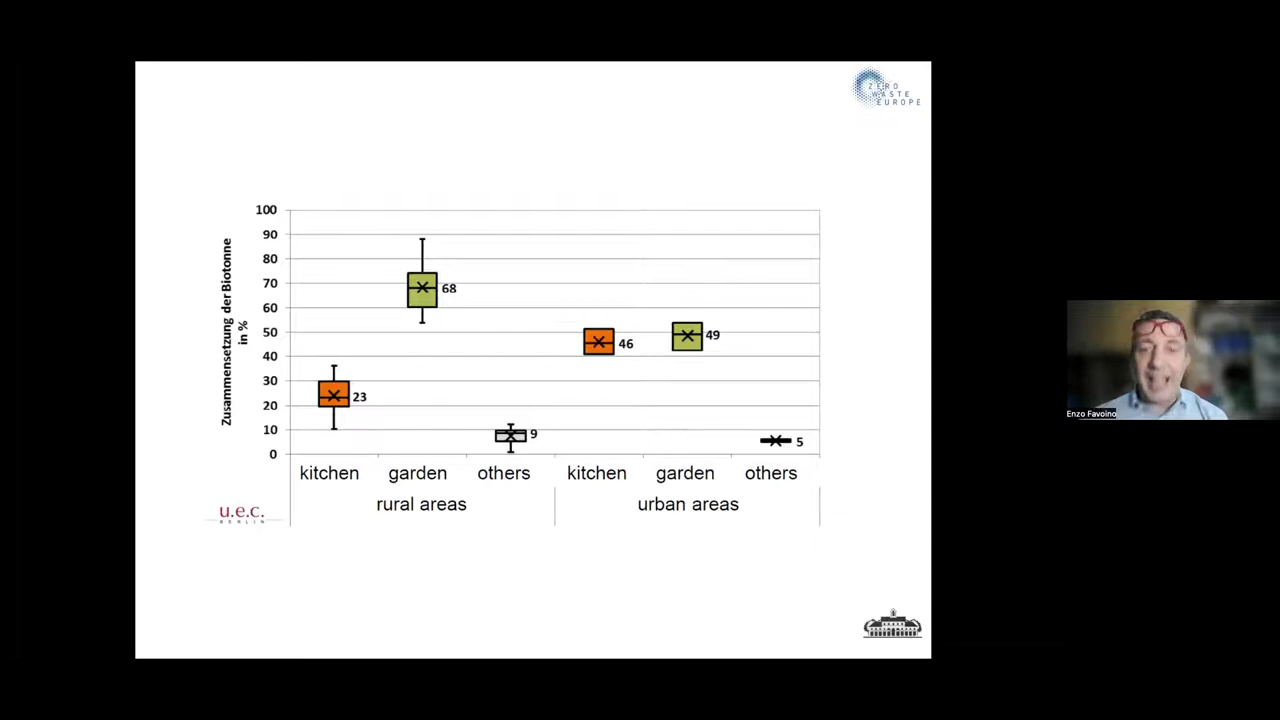 ZERO
WASTE
EUROPE
Zusammensetzung der Biotonne
in %
100
90
80
70
60
50
40
30
20
10
0
23
68
9
46
49
5
kitchen garden others kitchen garden others
rural areas urban areas
u.e.c.
BERLIN
Enzo Favoino